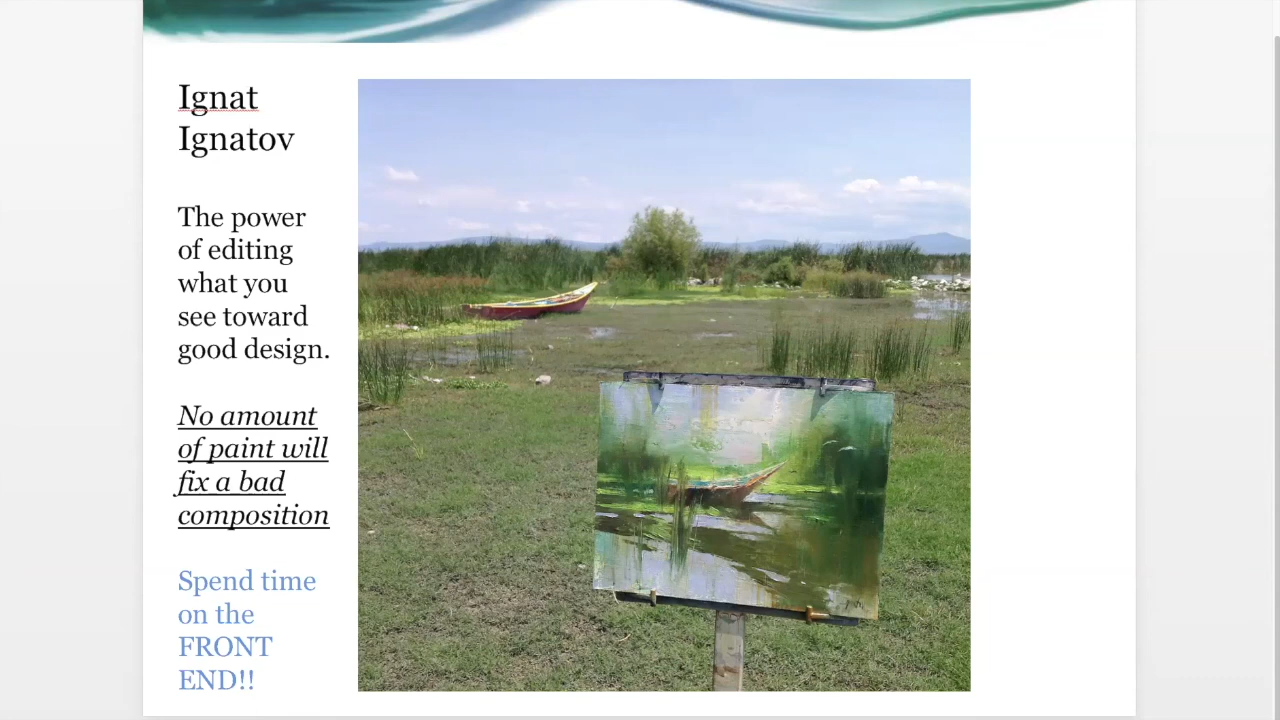 Ignat
Ignatov
The power
of editing
what you
see toward
good design.
No amount
of paint will
fix a bad
composition
Spend time
on the
FRONT
END!!